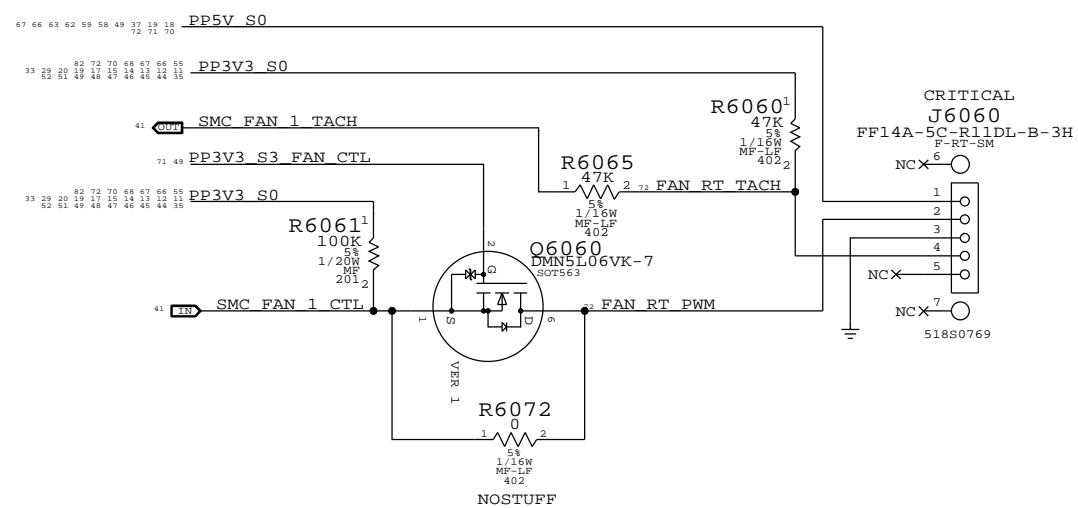 67 66 63 62 59 58 49 37 19 18
72 71 70
PP5V_S0
82 72 70 68 67 66 55
33 29 20 19 17 15 14 13 12 11
52 51 49 48 47 46 45 44 35
PP3V3_S0
41 OUT SMC_FAN_1_TACH
71 49 PP3V3_S3_FAN_CTL
82 72 70 68 67 66 55
33 29 20 19 17 15 14 13 12 11
52 51 49 48 47 46 45 44 35
PP3V3_S0
R6061 1
100K
5%
1/20W
MF
201 2
41 IN SMC_FAN_1_CTL
R6065
47K
1 2
5%
1/16W
MF-LF
402
72 FAN_RT_TACH
R6060 1
47K
5%
1/16W
MF-LF
402 2
2
G
Q6060
DMN5L06VK-7
SOT563
1 S D 6
VER 1
72 FAN_RT_PWM
R6072
0
1 2
5%
1/16W
MF-LF
402
NOSTUFF
CRITICAL
J6060
FF14A-5C-R11DL-B-3H
F-RT-SM
NC 6
1
2
3
4
NC 5
NC 7
518S0769